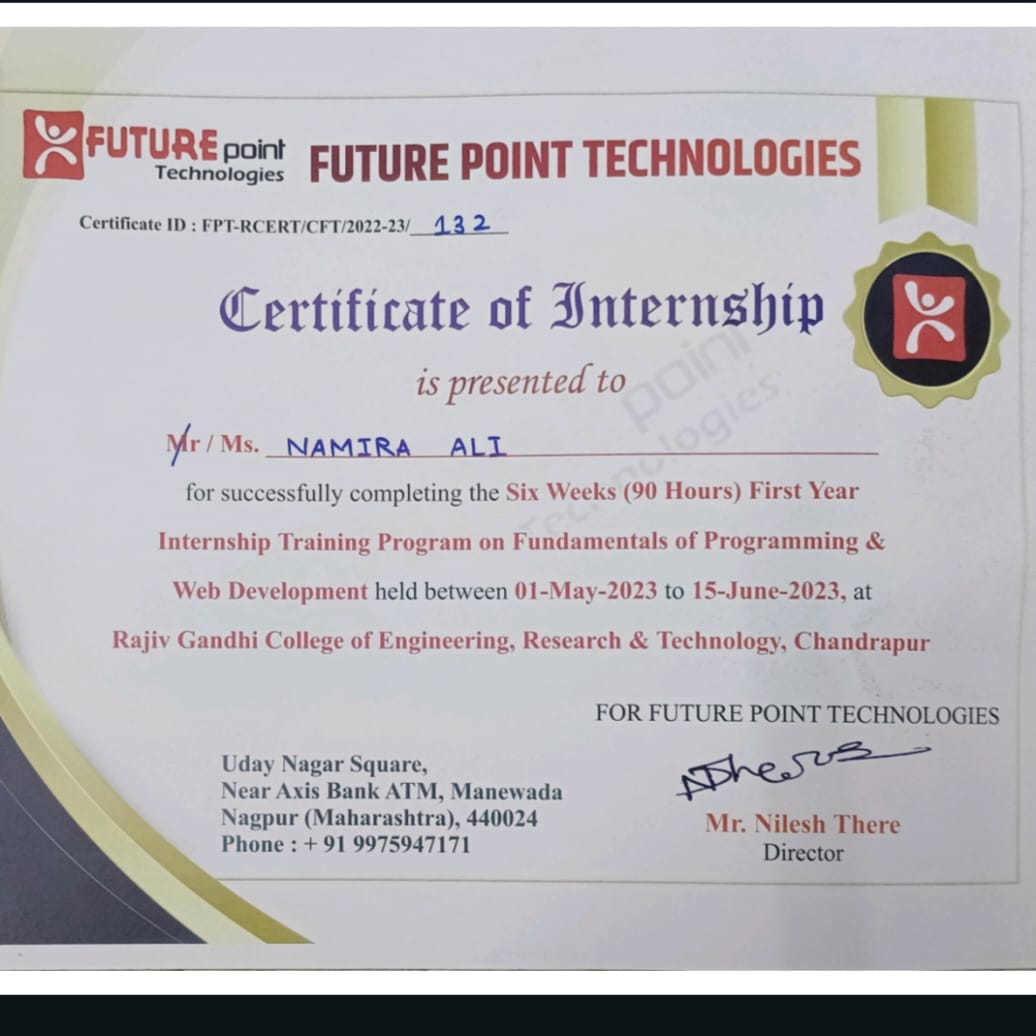 FUTURE point
Technologies
FUTURE POINT TECHNOLOGIES
Certificate ID : FPT-RCERT/CFT/2022-23/ 132
Certificate of Internship
is presented to
Mr / Ms. NAMIRA ALI
for successfully completing the Six Weeks (90 Hours) First Year
Internship Training Program on Fundamentals of Programming &
Web Development held between 01-May-2023 to 15-June-2023, at
Rajiv Gandhi College of Engineering, Research & Technology, Chandrapur
point
Technologies
FOR FUTURE POINT TECHNOLOGIES
Uday Nagar Square,
Near Axis Bank ATM, Manewada
Nagpur (Maharashtra), 440024
Phone : + 91 9975947171
Mr. Nilesh There
Director